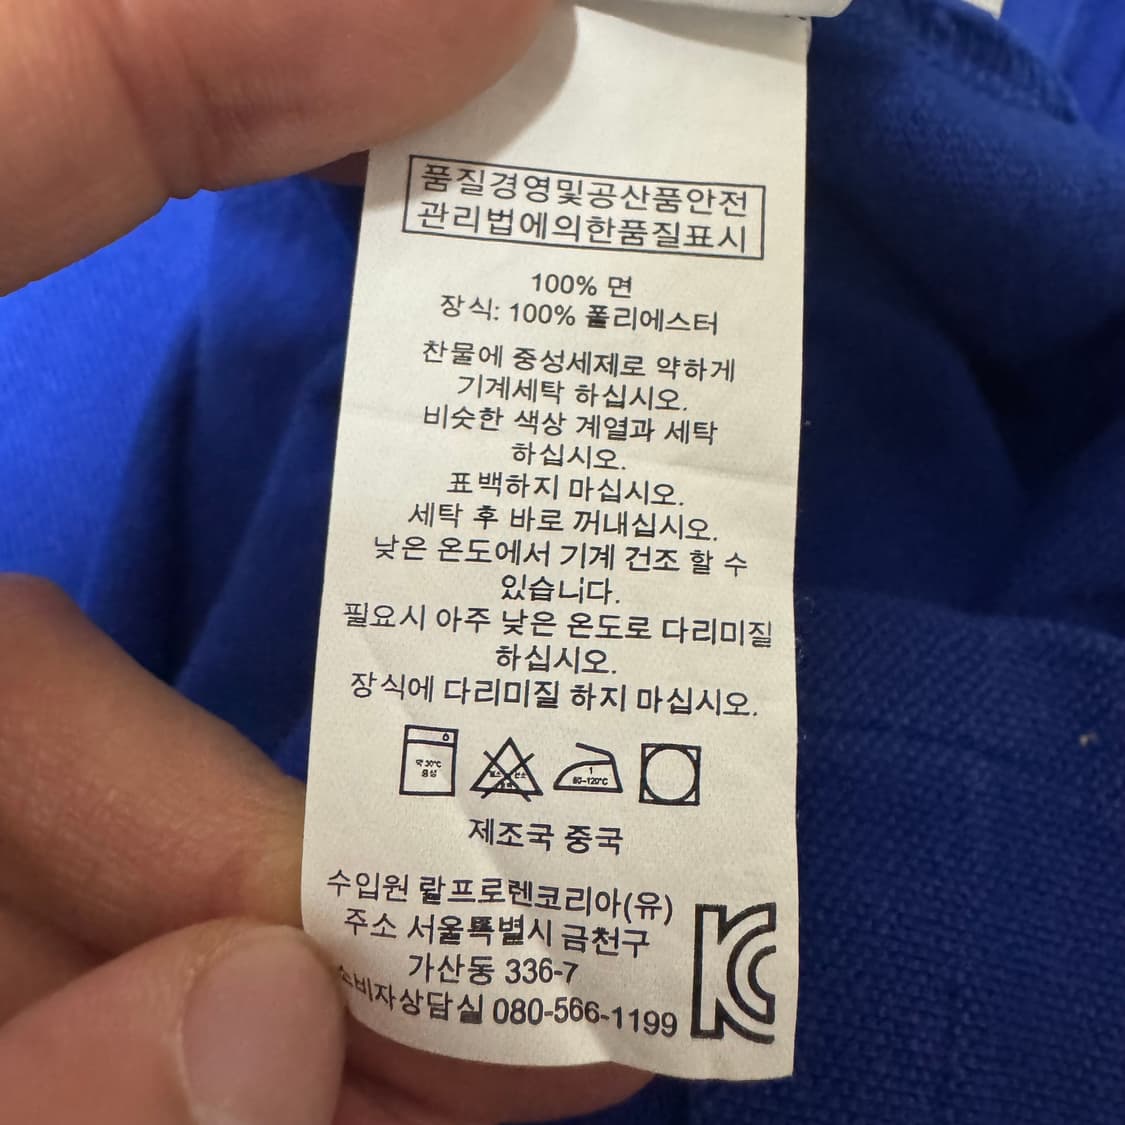 품질경영및공산품안전
관리법에의한품질표시
100% 면
장식: 100% 폴리에스터
찬물에 중성세제로 약하게
기계세탁 하십시오.
비슷한 색상 계열과 세탁
하십시오.
표백하지 마십시오.
세탁 후 바로 꺼내십시오.
낮은 온도에서 기계 건조 할 수
있습니다.
필요시 아주 낮은 온도로 다리미질
하십시오.
장식에 다리미질 하지 마십시오.
약 30℃
중성
1
80~120℃
제조국 중국
수입원 랄프로렌코리아(유)
주소 서울특별시 금천구
가산동 336-7
소비자상담실 080-566-1199
KC